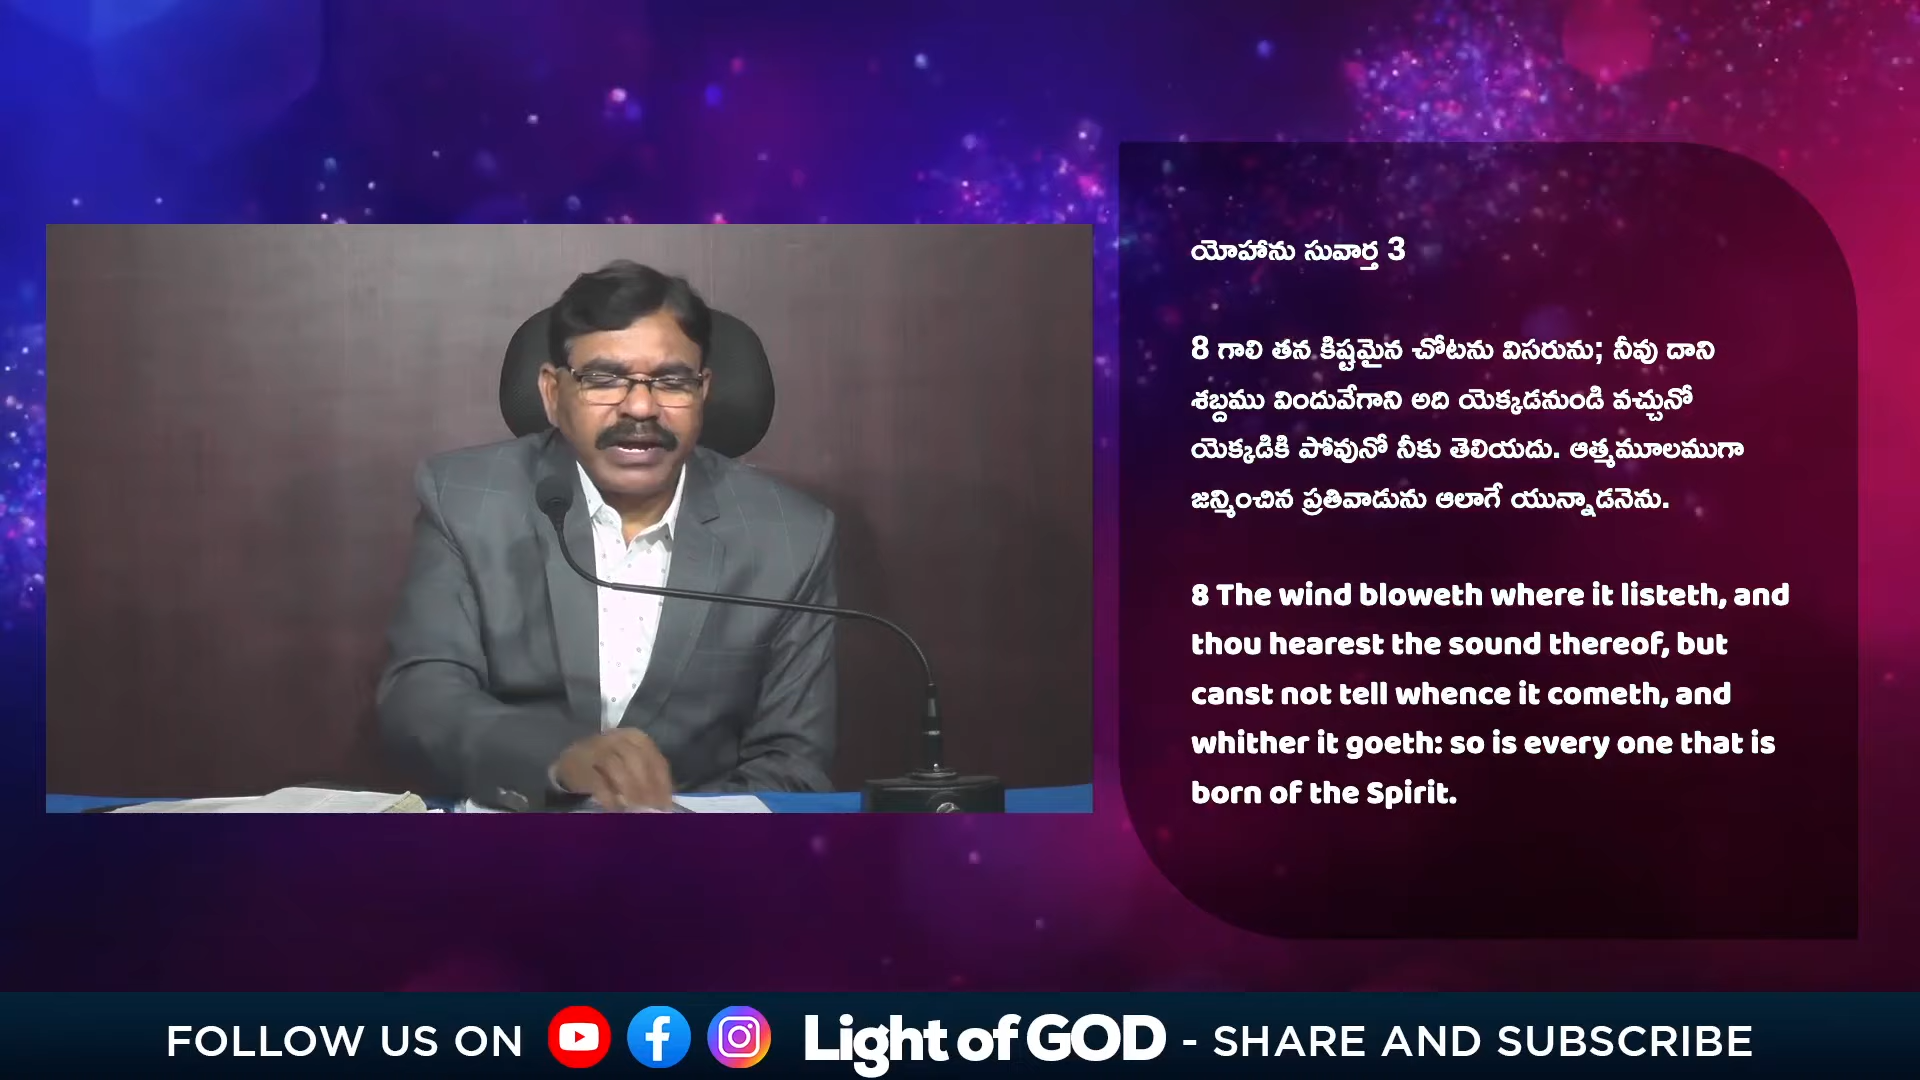 యోహాను సువార్త 3
8 గాలి తన కిష్టమైన చోటను విసరును; నీవు దాని
శబ్దము విందువేగాని అది యెక్కడనుండి వచ్చునో
యెక్కడికి పోవునో నీకు తెలియదు. ఆత్మమూలముగా
జన్మించిన ప్రతివాడును ఆలాగే యున్నాడనెను.
8 The wind bloweth where it listeth, and
thou hearest the sound thereof, but
canst not tell whence it cometh, and
whither it goeth: so is every one that is
born of the Spirit.
FOLLOW US ON Light of GOD - SHARE AND SUBSCRIBE